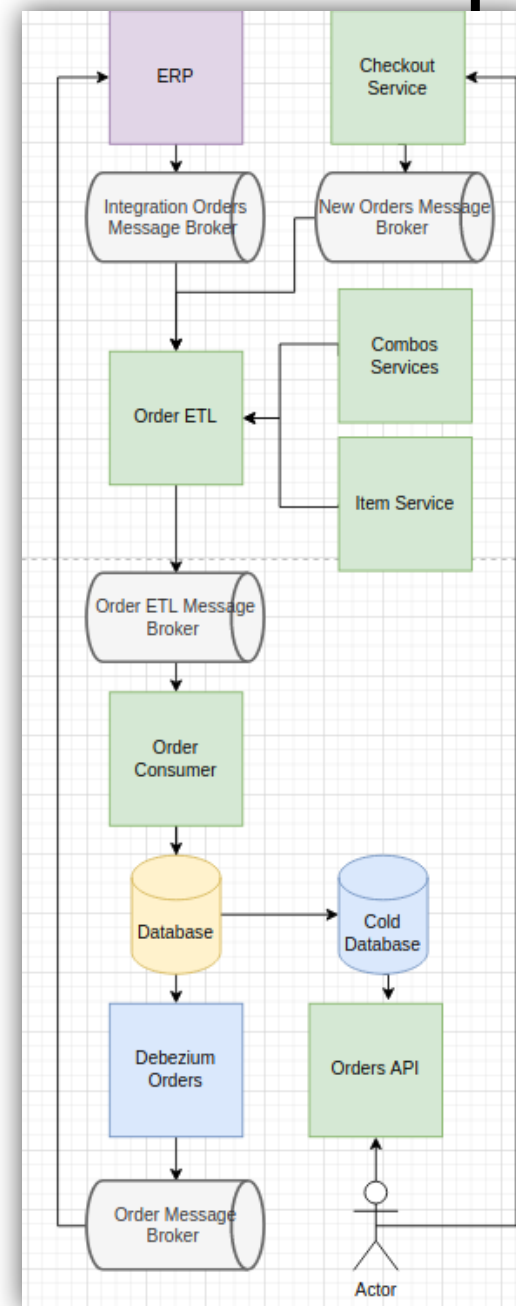 ERP
Checkout
Service
Integration Orders
Message Broker
New Orders Message
Broker
Combos
Services
Order ETL
Item Service
Order ETL Message
Broker
Order
Consumer
Database
Cold
Database
Debezium
Orders
Orders API
Order Message
Broker
Actor